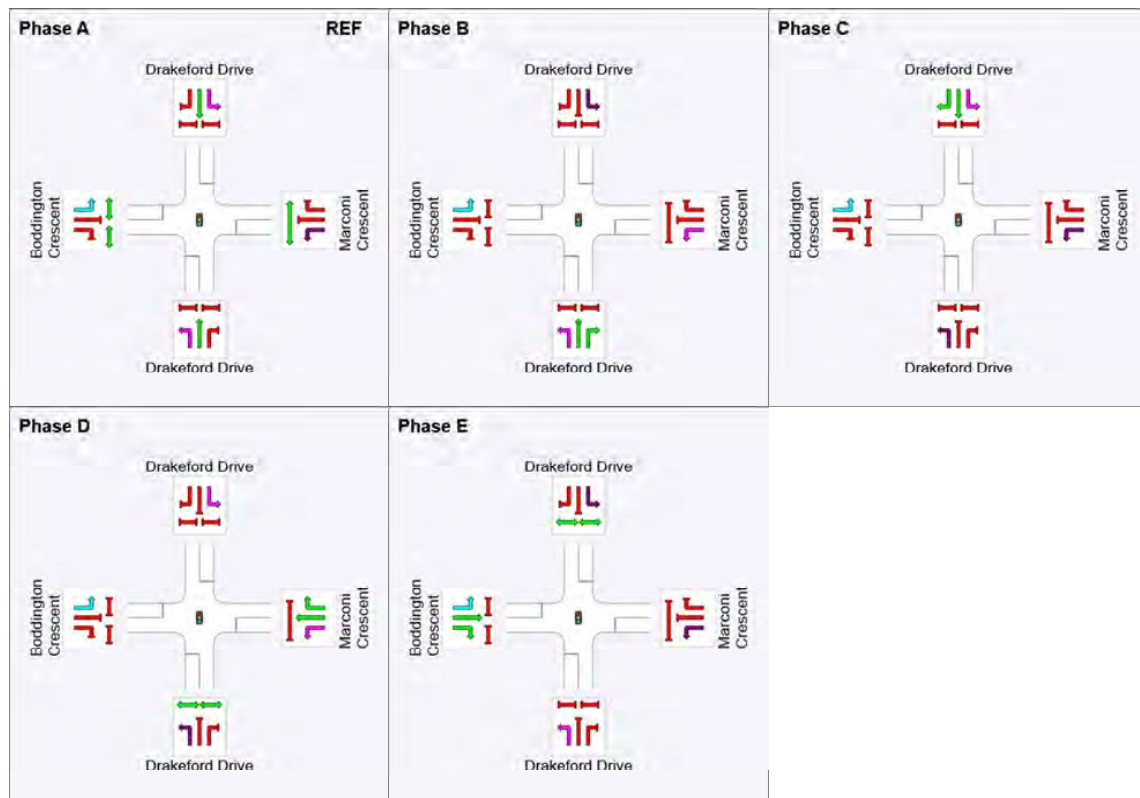 Phase A
REF
Drakeford Drive
Boddington
Crescent
Marconi
Crescent
Drakeford Drive
Phase B
Drakeford Drive
Boddington
Crescent
Marconi
Crescent
Drakeford Drive
Phase C
Drakeford Drive
Boddington
Crescent
Marconi
Crescent
Drakeford Drive
Phase D
Drakeford Drive
Boddington
Crescent
Marconi
Crescent
Drakeford Drive
Phase E
Drakeford Drive
Boddington
Crescent
Marconi
Crescent
Drakeford Drive